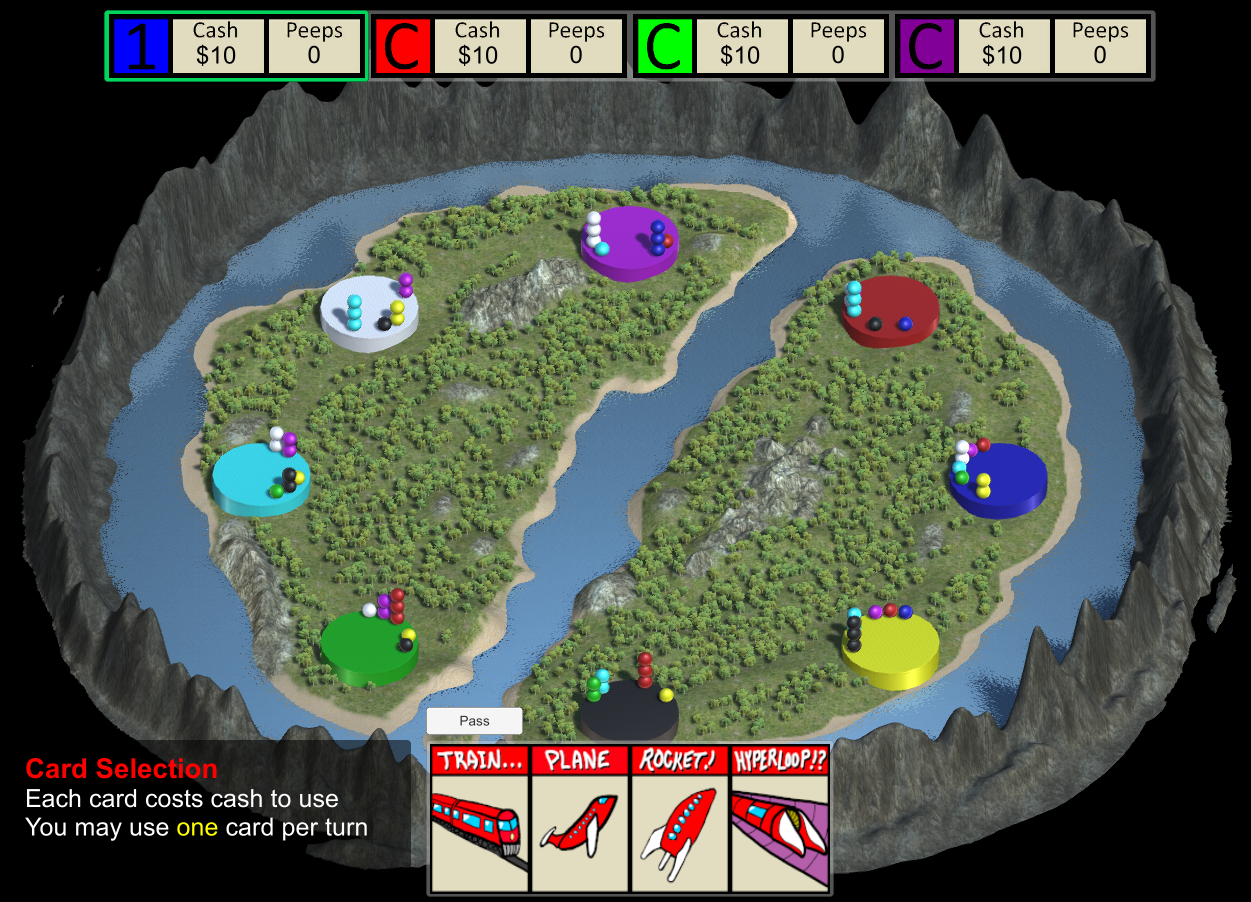 1
Cash
$10
Peeps
0
C
Cash
$10
Peeps
0
C
Cash
$10
Peeps
0
C
Cash
$10
Peeps
0
Pass
Card Selection
Each card costs cash to use
You may use one card per turn
TRAIN...
PLANE
ROCKET!
HYPERLOOP!?